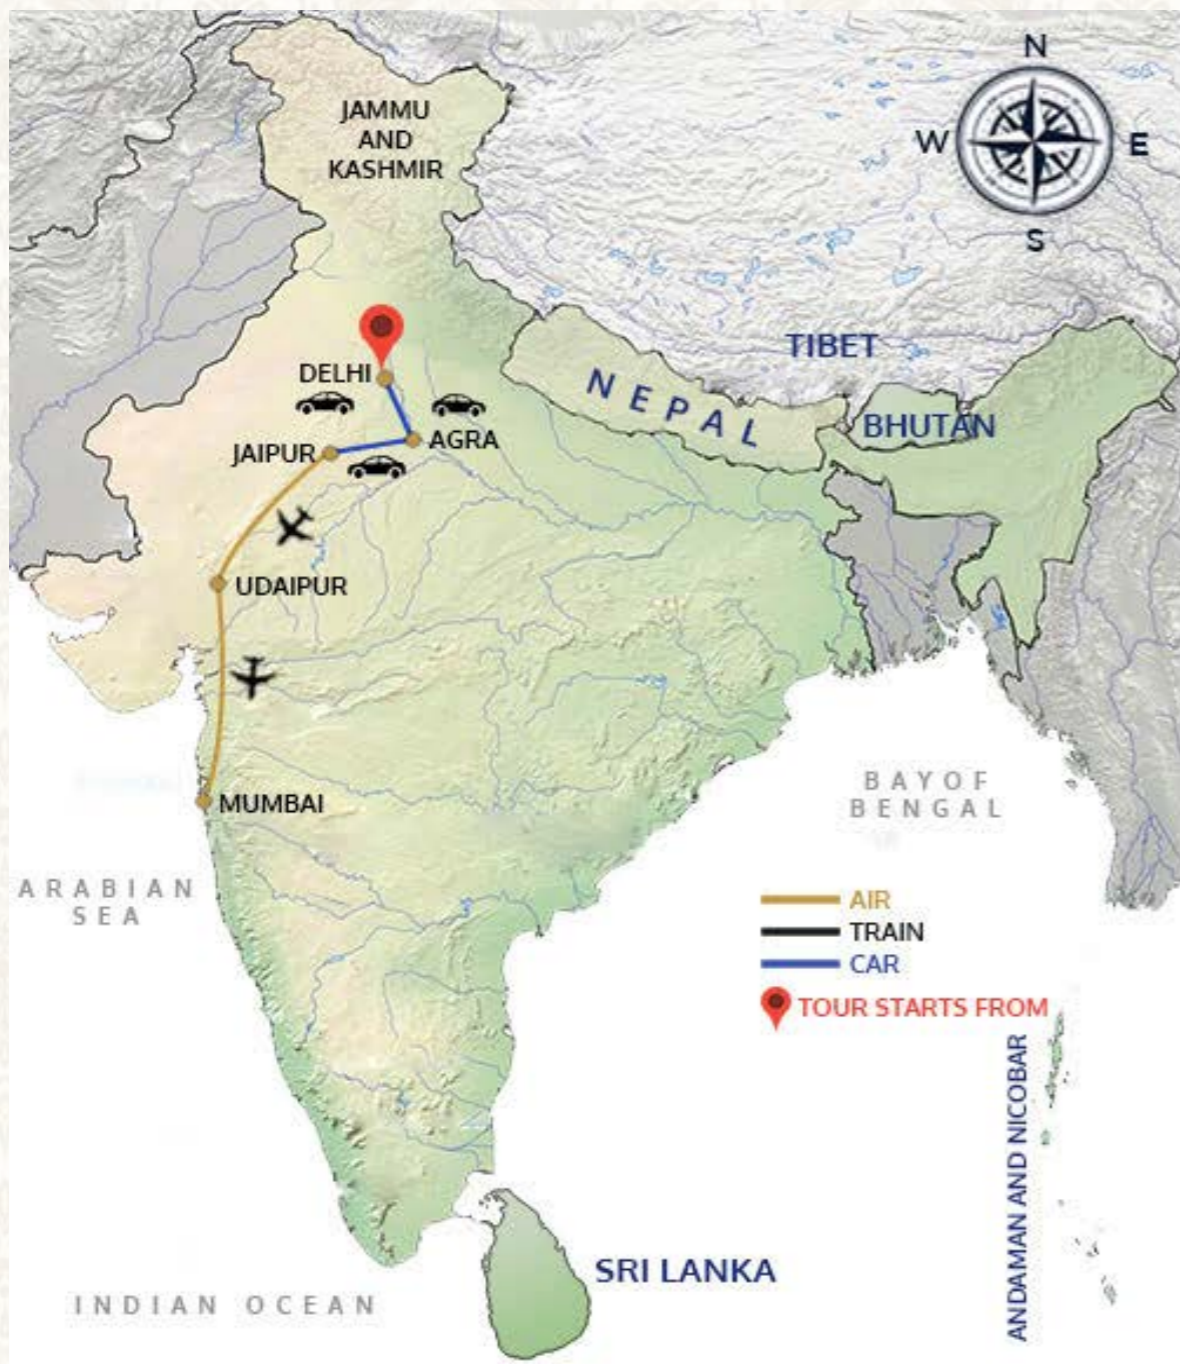 N
W
E
S
JAMMU
AND
KASHMIR
TIBET
NEPAL
BHUTAN
DELHI
AGRA
JAIPUR
UDAIPUR
MUMBAI
BAY OF
BENGAL
ARABIAN
SEA
AIR
TRAIN
CAR
TOUR STARTS FROM
ANDAMAN AND NICOBAR
SRI LANKA
INDIAN OCEAN